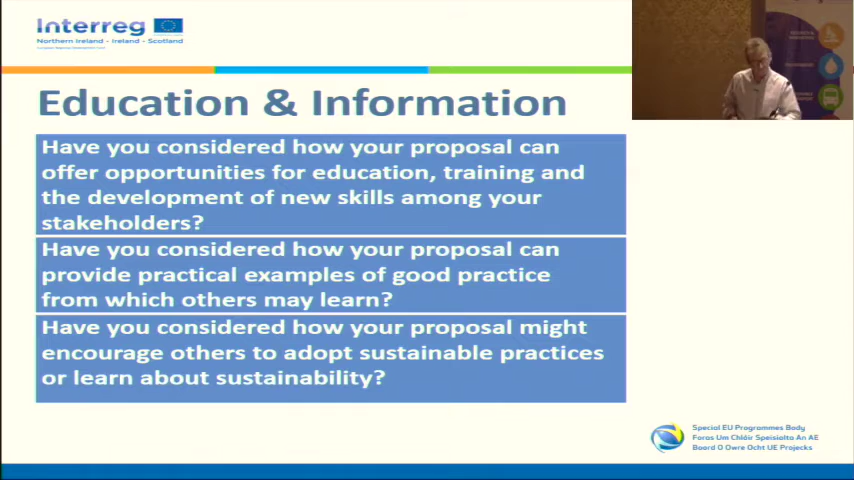 Interreg
Northern Ireland - Ireland - Scotland
European Regional Development Fund
Education & Information
Have you considered how your proposal can
offer opportunities for education, training and
the development of new skills among your
stakeholders?
Have you considered how your proposal can
provide practical examples of good practice
from which others may learn?
Have you considered how your proposal might
encourage others to adopt sustainable practices
or learn about sustainability?
Special EU Programmes Body
Foras Um Chláir Speisialta An AE
Boord O Owre Ocht UE Projecks